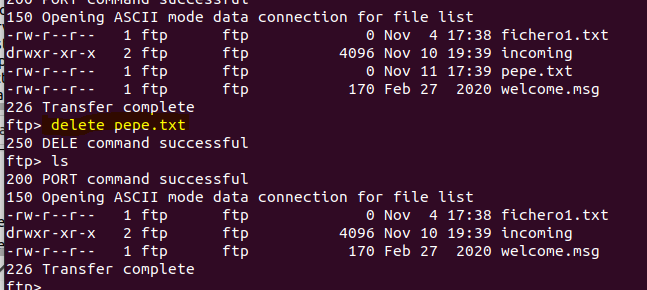 200 PORT command successful
150 Opening ASCII mode data connection for file list
-rw-r--r--   1 ftp      ftp             0 Nov  4 17:38 fichero1.txt
drwxr-xr-x   2 ftp      ftp          4096 Nov 10 19:39 incoming
-rw-r--r--   1 ftp      ftp             0 Nov 11 17:39 pepe.txt
-rw-r--r--   1 ftp      ftp           170 Feb 27  2020 welcome.msg
226 Transfer complete
ftp> delete pepe.txt
250 DELE command successful
ftp> ls
200 PORT command successful
150 Opening ASCII mode data connection for file list
-rw-r--r--   1 ftp      ftp             0 Nov  4 17:38 fichero1.txt
drwxr-xr-x   2 ftp      ftp          4096 Nov 10 19:39 incoming
-rw-r--r--   1 ftp      ftp           170 Feb 27  2020 welcome.msg
226 Transfer complete
ftp>